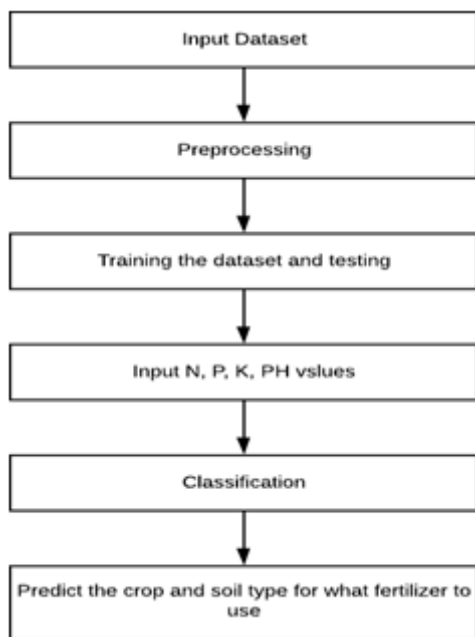 Input Dataset
Preprocessing
Training the dataset and testing
Input N, P, K, PH vslues
Classification
Predict the crop and soil type for what fertilizer to
use